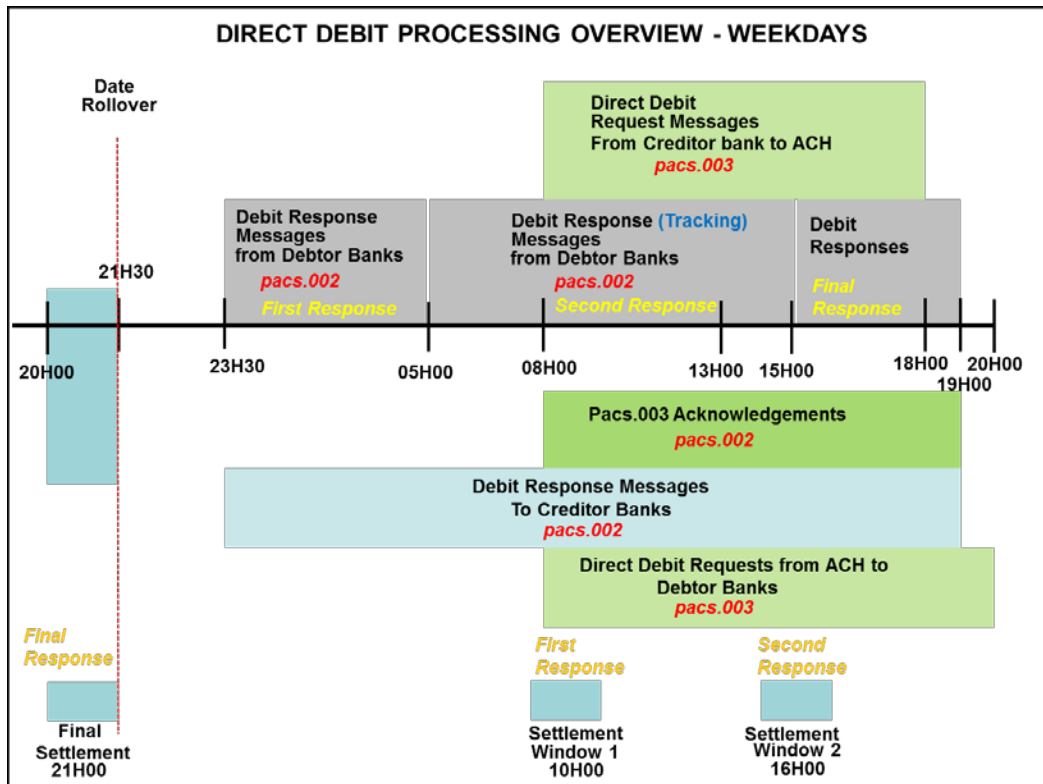 DIRECT DEBIT PROCESSING OVERVIEW - WEEKDAYS
Date
Rollover
Direct Debit
Request Messages
From Creditor bank to ACH
pacs.003
Debit Response
Messages
from Debtor Banks
pacs.002
First Response
Debit Response (Tracking)
Messages
from Debtor Banks
pacs.002
Second Response
Debit
Responses
Final
Response
21H30
20H00
23H30
05H00
08H00
13H00
15H00
18H00
19H00
20H00
Pacs.003 Acknowledgements
pacs.002
Debit Response Messages
To Creditor Banks
pacs.002
Direct Debit Requests from ACH to
Debtor Banks
pacs.003
Final
Response
First
Response
Second
Response
Final
Settlement
21H00
Settlement
Window 1
10H00
Settlement
Window 2
16H00